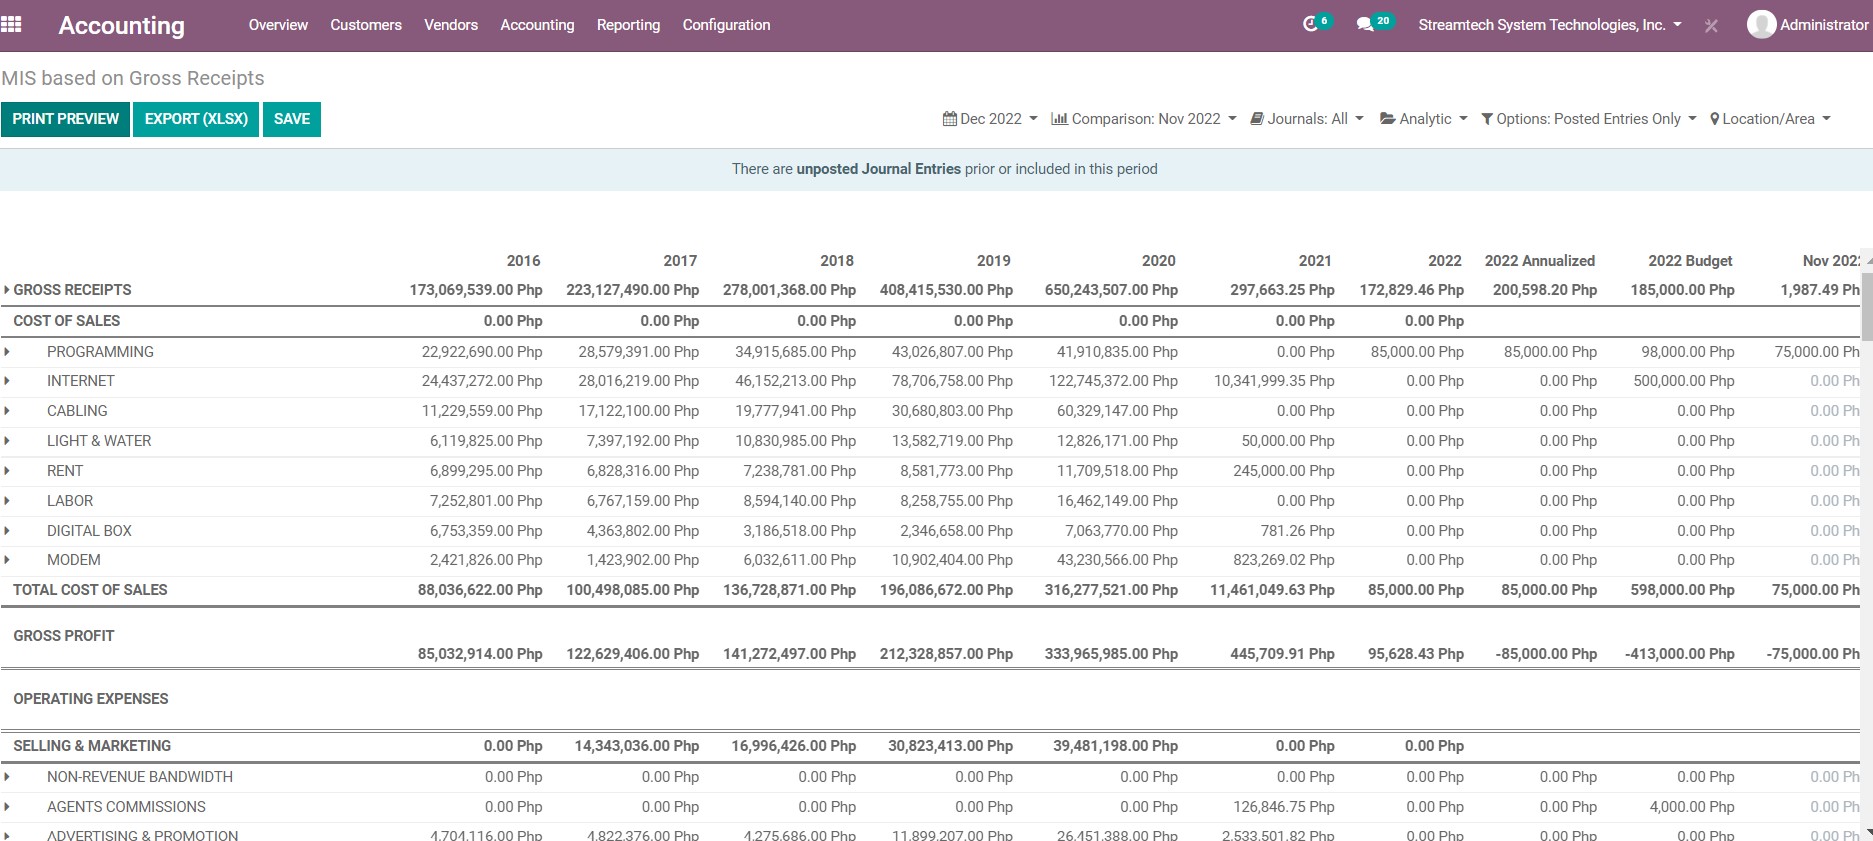 Accounting Overview Customers Vendors Accounting Reporting Configuration 6 20 Streamtech System Technologies, Inc. Administrator
MIS based on Gross Receipts
PRINT PREVIEW EXPORT (XLSX) SAVE Dec 2022 Comparison: Nov 2022 Journals: All Analytic Options: Posted Entries Only Location/Area
There are unposted Journal Entries prior or included in this period
2016 2017 2018 2019 2020 2021 2022 2022 Annualized 2022 Budget Nov 2022
GROSS RECEIPTS 173,069,539.00 Php 223,127,490.00 Php 278,001,368.00 Php 408,415,530.00 Php 650,243,507.00 Php 297,663.25 Php 172,829.46 Php 200,598.20 Php 185,000.00 Php 1,987.49 Ph
COST OF SALES 0.00 Php 0.00 Php 0.00 Php 0.00 Php 0.00 Php 0.00 Php 0.00 Php
PROGRAMMING 22,922,690.00 Php 28,579,391.00 Php 34,915,685.00 Php 43,026,807.00 Php 41,910,835.00 Php 0.00 Php 85,000.00 Php 85,000.00 Php 98,000.00 Php 75,000.00 Ph
INTERNET 24,437,272.00 Php 28,016,219.00 Php 46,152,213.00 Php 78,706,758.00 Php 122,745,372.00 Php 10,341,999.35 Php 0.00 Php 0.00 Php 500,000.00 Php 0.00 Ph
CABLING 11,229,559.00 Php 17,122,100.00 Php 19,777,941.00 Php 30,680,803.00 Php 60,329,147.00 Php 0.00 Php 0.00 Php 0.00 Php 0.00 Php 0.00 Ph
LIGHT & WATER 6,119,825.00 Php 7,397,192.00 Php 10,830,985.00 Php 13,582,719.00 Php 12,826,171.00 Php 50,000.00 Php 0.00 Php 0.00 Php 0.00 Php 0.00 Ph
RENT 6,899,295.00 Php 6,828,316.00 Php 7,238,781.00 Php 8,581,773.00 Php 11,709,518.00 Php 245,000.00 Php 0.00 Php 0.00 Php 0.00 Php 0.00 Ph
LABOR 7,252,801.00 Php 6,767,159.00 Php 8,594,140.00 Php 8,258,755.00 Php 16,462,149.00 Php 0.00 Php 0.00 Php 0.00 Php 0.00 Php 0.00 Ph
DIGITAL BOX 6,753,359.00 Php 4,363,802.00 Php 3,186,518.00 Php 2,346,658.00 Php 7,063,770.00 Php 781.26 Php 0.00 Php 0.00 Php 0.00 Php 0.00 Ph
MODEM 2,421,826.00 Php 1,423,902.00 Php 6,032,611.00 Php 10,902,404.00 Php 43,230,566.00 Php 823,269.02 Php 0.00 Php 0.00 Php 0.00 Php 0.00 Ph
TOTAL COST OF SALES 88,036,622.00 Php 100,498,085.00 Php 136,728,871.00 Php 196,086,672.00 Php 316,277,521.00 Php 11,461,049.63 Php 85,000.00 Php 85,000.00 Php 598,000.00 Php 75,000.00 Ph
GROSS PROFIT
85,032,914.00 Php 122,629,406.00 Php 141,272,497.00 Php 212,328,857.00 Php 333,965,985.00 Php 445,709.91 Php 95,628.43 Php -85,000.00 Php -413,000.00 Php -75,000.00 Ph
OPERATING EXPENSES
SELLING & MARKETING 0.00 Php 14,343,036.00 Php 16,996,426.00 Php 30,823,413.00 Php 39,481,198.00 Php 0.00 Php 0.00 Php
NON-REVENUE BANDWIDTH 0.00 Php 0.00 Php 0.00 Php 0.00 Php 0.00 Php 0.00 Php 0.00 Php 0.00 Php 0.00 Php 0.00 Ph
AGENTS COMMISSIONS 0.00 Php 0.00 Php 0.00 Php 0.00 Php 0.00 Php 126,846.75 Php 0.00 Php 0.00 Php 4,000.00 Php 0.00 Ph
ADVERTISING & PROMOTION 4,704,116.00 Php 4,822,376.00 Php 4,275,686.00 Php 11,899,207.00 Php 26,451,388.00 Php 2,533,501.82 Php 0.00 Php 0.00 Php 0.00 Php 0.00 Ph